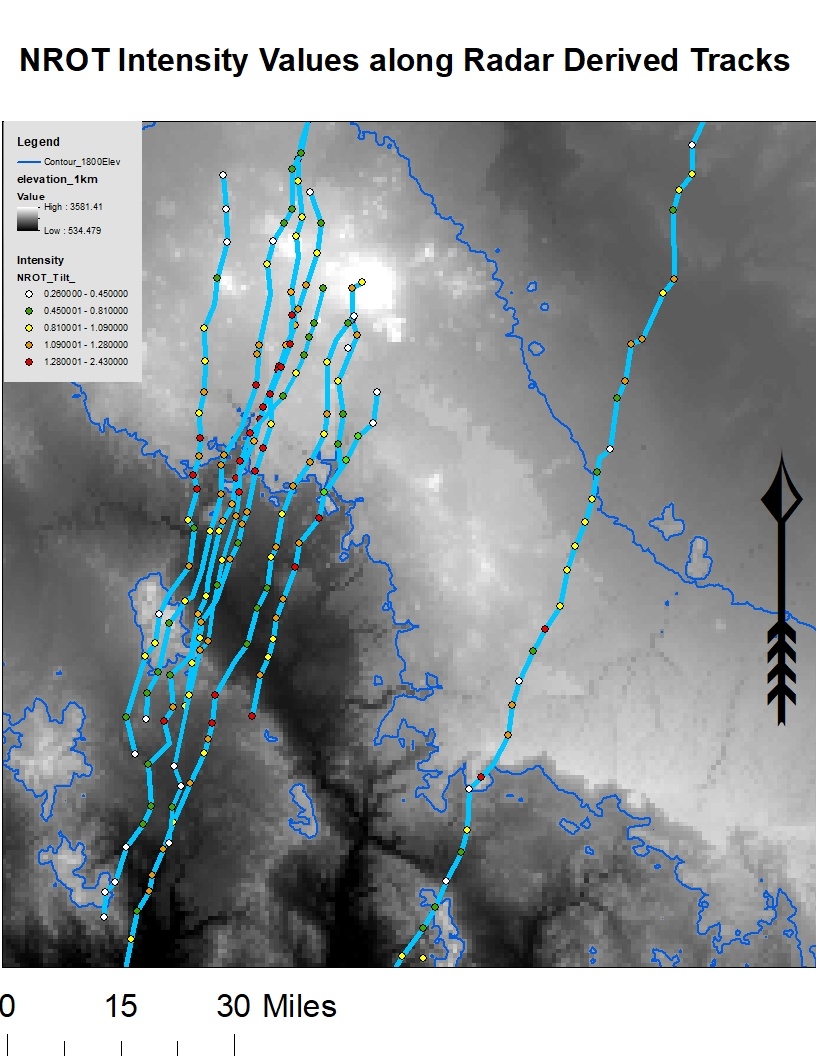 NROT Intensity Values along Radar Derived Tracks
Legend
Contour_1800Elev
elevation_1km
Value
High : 3581.41
Low : 534.479
Intensity
NROT_Tilt_
0.260000 - 0.450000
0.450001 - 0.810000
0.810001 - 1.090000
1.090001 - 1.280000
1.280001 - 2.430000
0 15 30 Miles